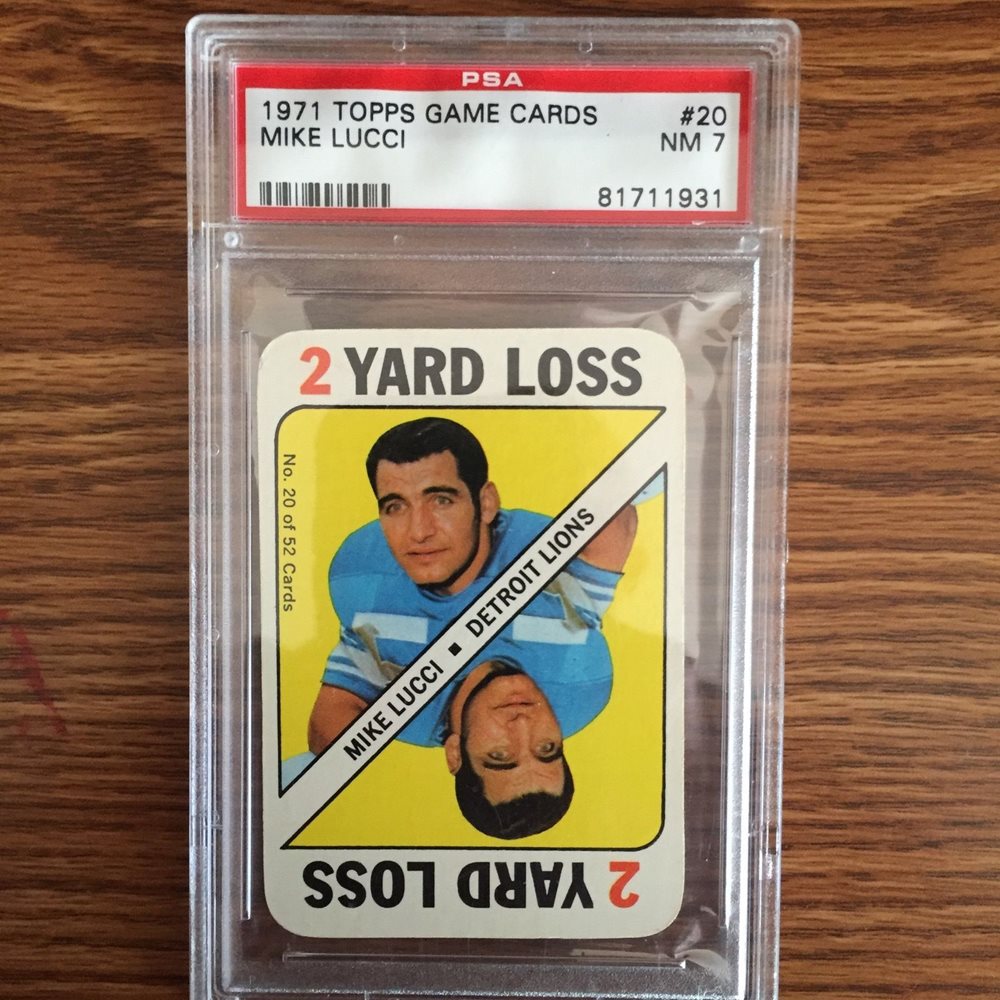 PSA
1971 TOPPS GAME CARDS #20
MIKE LUCCI NM 7
81711931
2 YARD LOSS
No. 20 of 52 Cards
MIKE LUCCI ▪ DETROIT LIONS
2 YARD LOSS